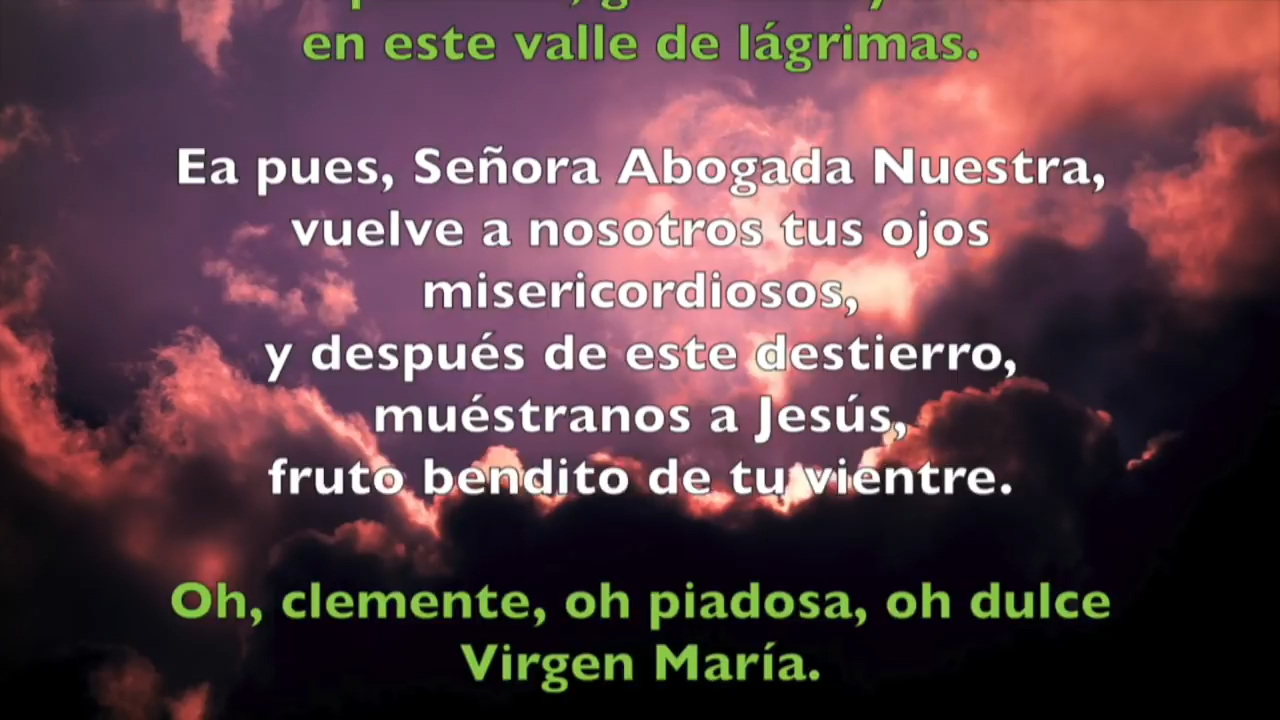 en este valle de lágrimas.
Ea pues, Señora Abogada Nuestra,
vuelve a nosotros tus ojos
misericordiosos,
y después de este destierro,
muéstranos a Jesús,
fruto bendito de tu vientre.
Oh, clemente, oh piadosa, oh dulce
Virgen María.